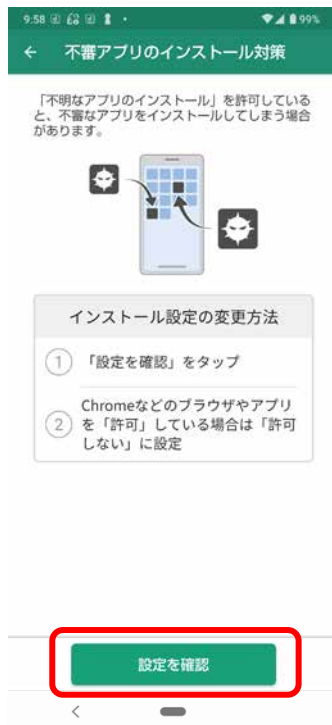 9:58
99%
不審アプリのインストール対策
「不明なアプリのインストール」を許可している
と、不審なアプリをインストールしてしまう場合
があります。
インストール設定の変更方法
1 「設定を確認」をタップ
Chromeなどのブラウザやアプリ
2 を「許可」している場合は「許可
しない」に設定
設定を確認